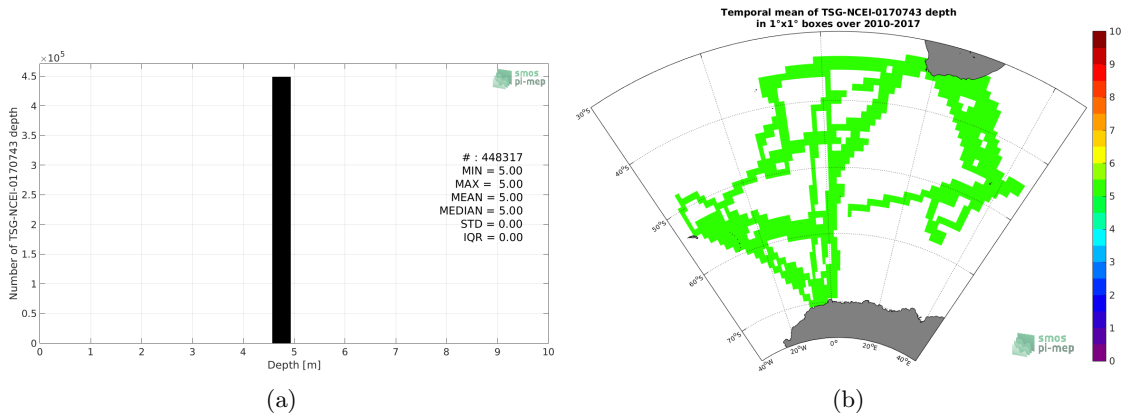 ×10⁵
4.5
4
3.5
3
2.5
2
1.5
1
0.5
0
Number of TSG-NCEI-0170743 depth
smos
pi-mep
# : 448317
MIN = 5.00
MAX = 5.00
MEAN = 5.00
MEDIAN = 5.00
STD = 0.00
IQR = 0.00
0 1 2 3 4 5 6 7 8 9 10
Depth [m]
(a)
Temporal mean of TSG-NCEI-0170743 depth
in 1°x1° boxes over 2010-2017
30°S
40°S
50°S
60°S
70°S
40°W
20°W
0°
20°E
40°E
smos
pi-mep
10
9
8
7
6
5
4
3
2
1
0
(b)